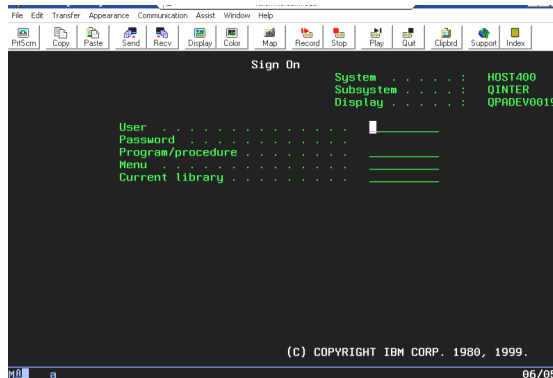 File Edit Transfer Appearance Communication Assist Window Help
PrtScrn Copy Paste Send Recv Display Color Map Record Stop Play Quit Clipbrd Support Index
Sign On
System . . . . . : HOST400
Subsystem . . . . : QINTER
Display . . . . . : QPADEV0019
User . . . . . . . . . . . . . .
Password . . . . . . . . . . . .
Program/procedure . . . . . . . .
Menu . . . . . . . . . . . . . .
Current library . . . . . . . . .
(C) COPYRIGHT IBM CORP. 1980, 1999.
MA a 06/05